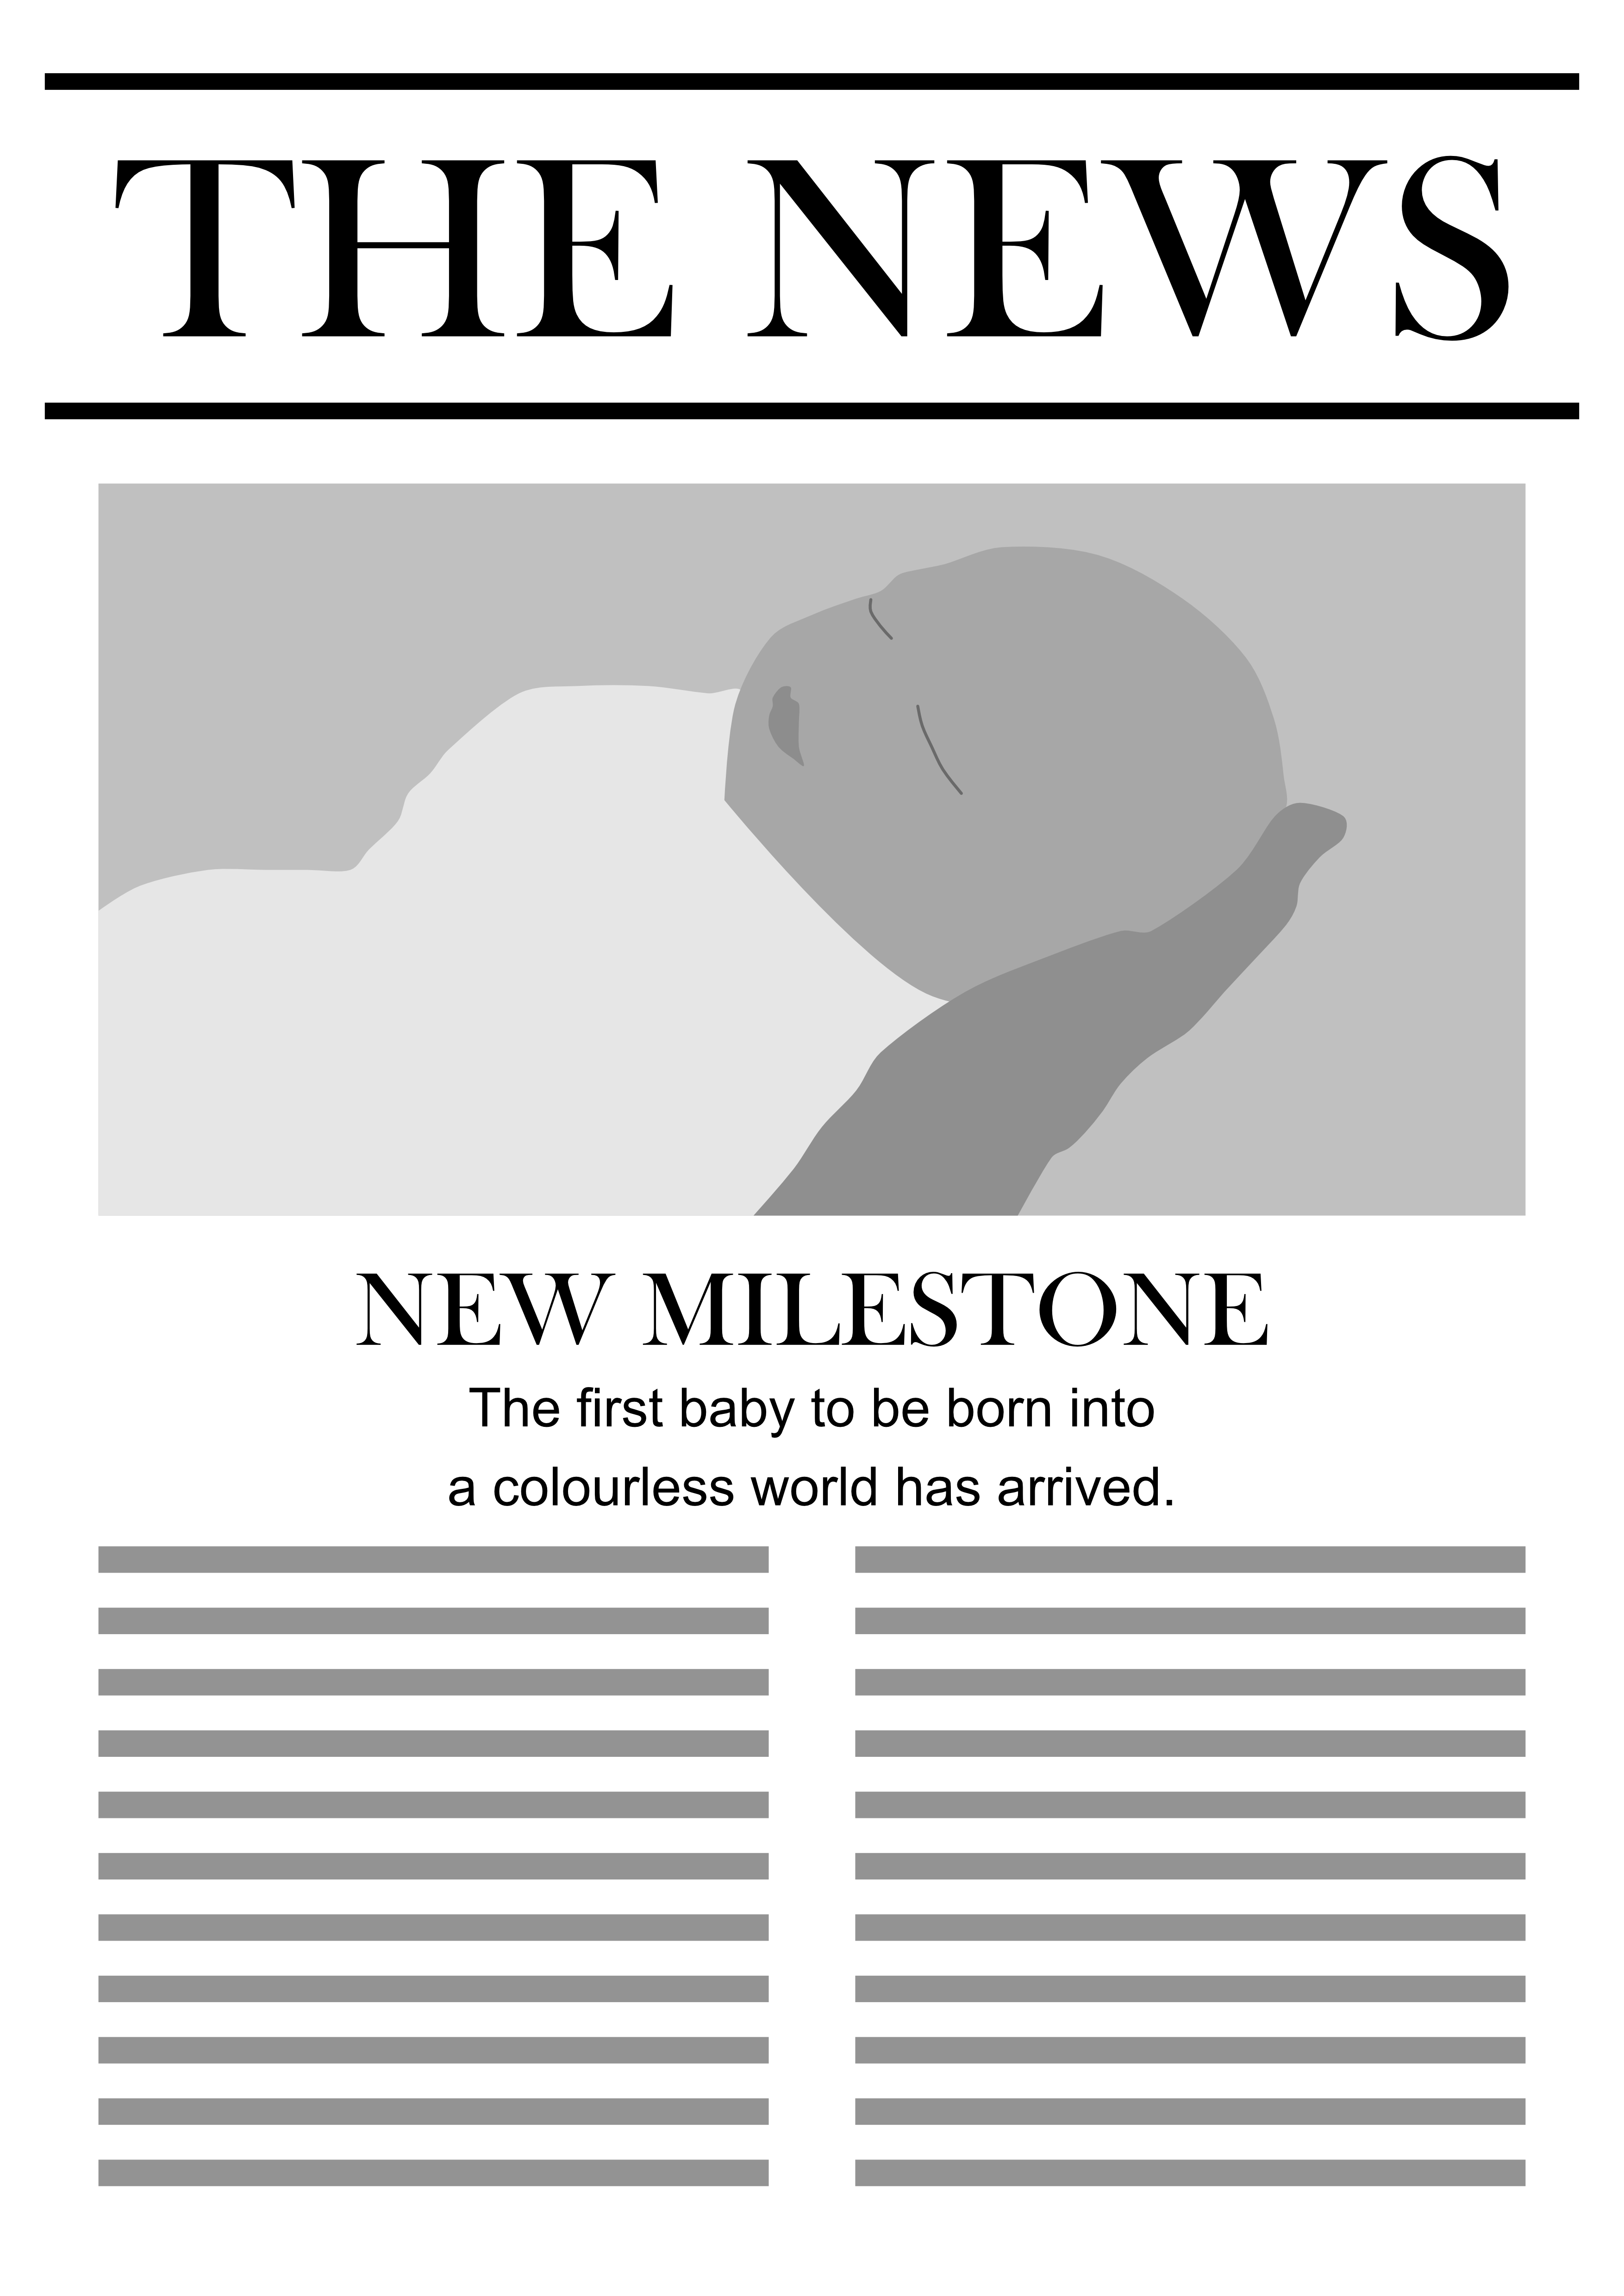 THE NEWS
NEW MILESTONE
The first baby to be born into
a colourless world has arrived.